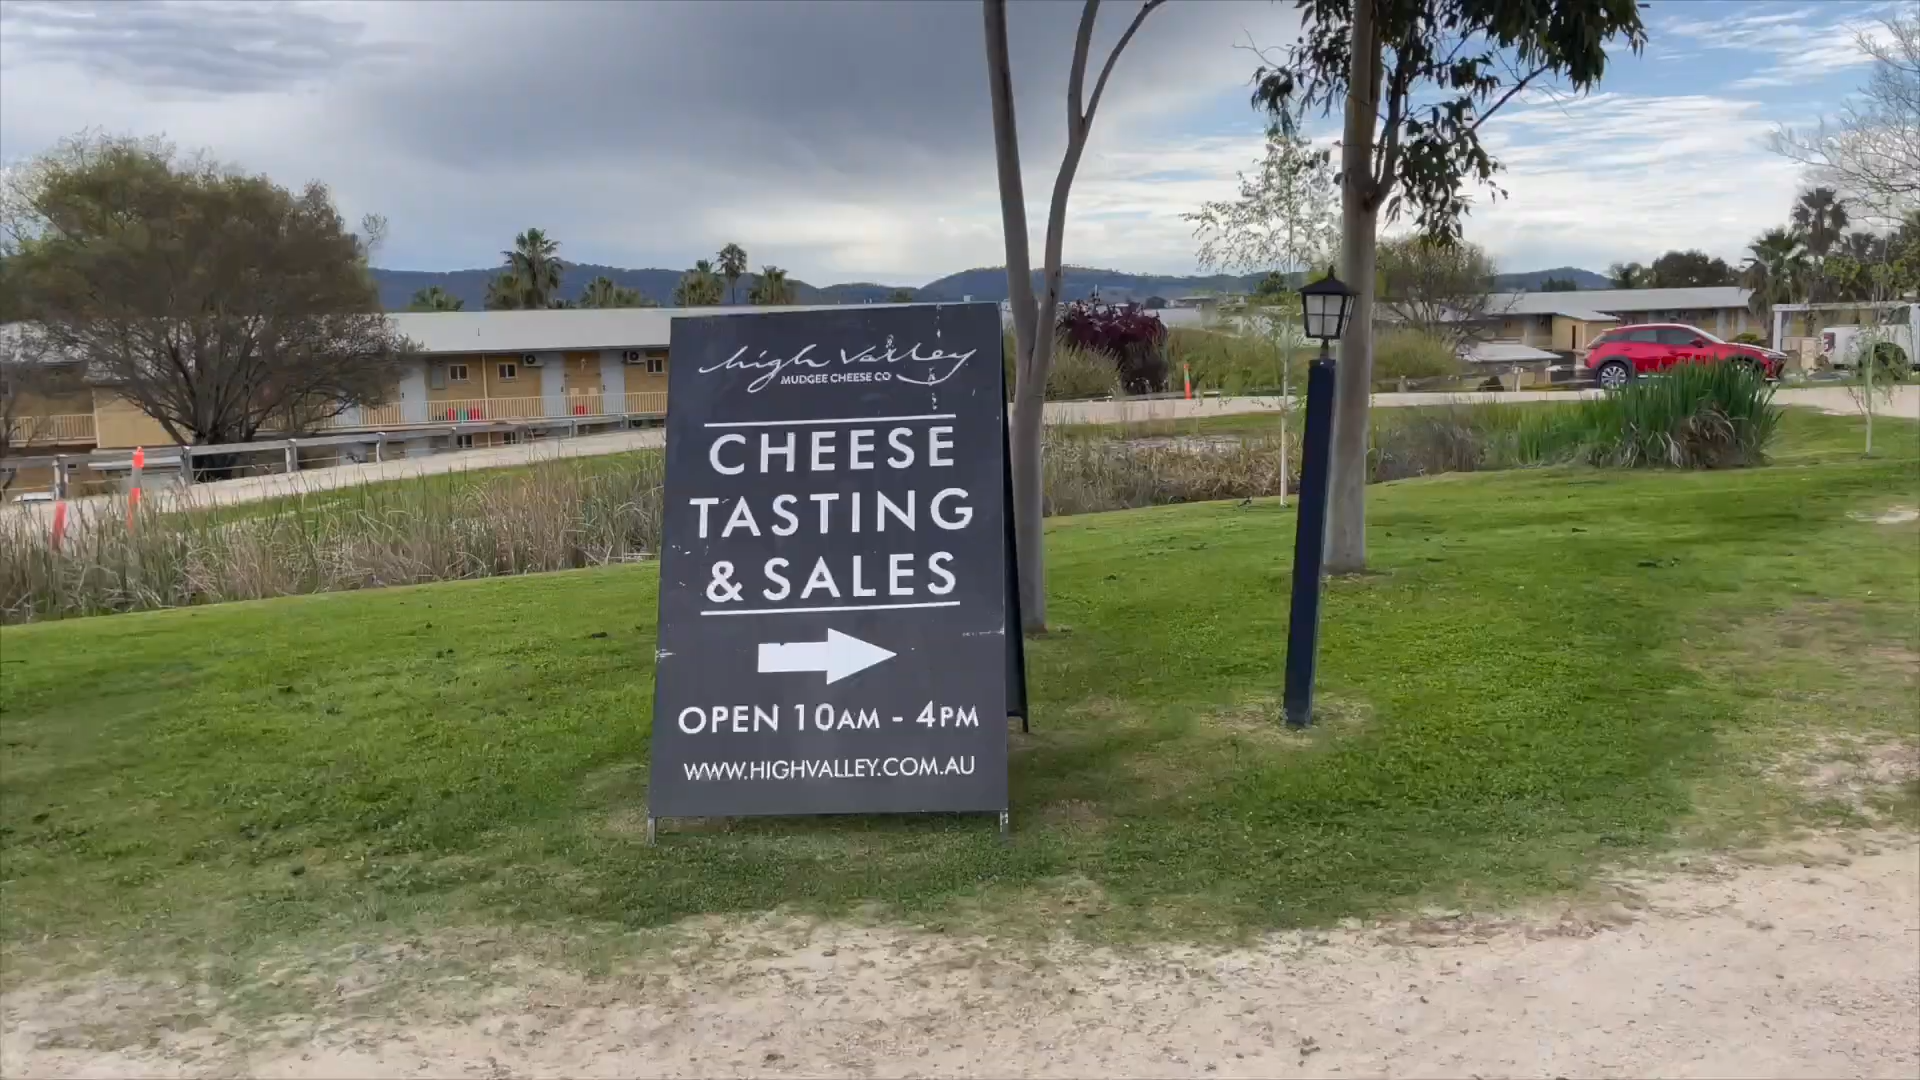 high valley
MUDGEE CHEESE CO
CHEESE
TASTING
& SALES
OPEN 10AM - 4PM
WWW.HIGHVALLEY.COM.AU